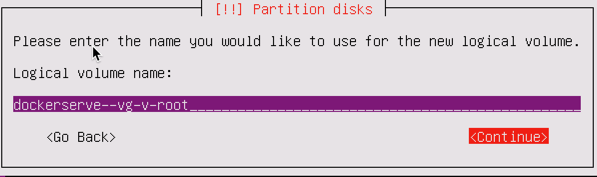 [!!] Partition disks
Please enter the name you would like to use for the new logical volume.
Logical volume name:
dockerserve--vg-v-root
<Go Back> <Continue>